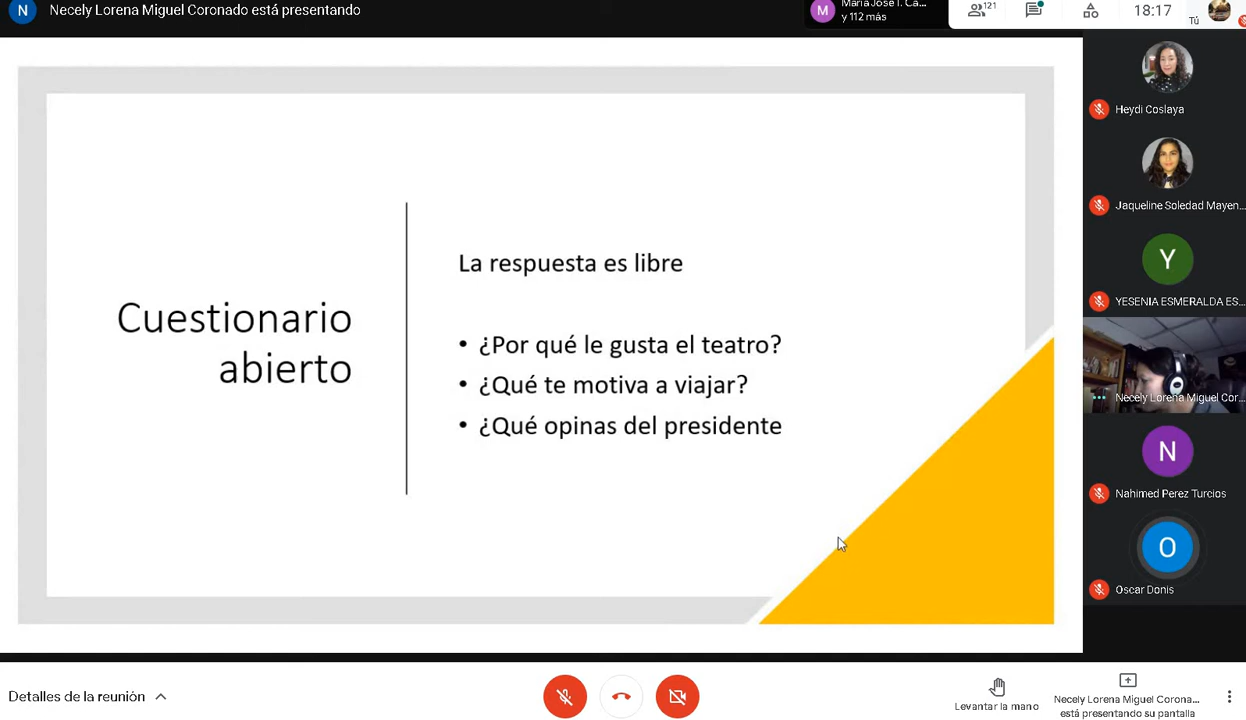 N Necely Lorena Miguel Coronado está presentando
M María José T. Ca...
y 112 más
121
18:17
Tú
Cuestionario
abierto
La respuesta es libre
• ¿Por qué le gusta el teatro?
• ¿Qué te motiva a viajar?
• ¿Qué opinas del presidente
Heydi Coslaya
Jaqueline Soledad Mayen...
Y
YESENIA ESMERALDA ES...
Necely Lorena Miguel Cor...
N
Nahimed Perez Turcios
O
Oscar Donis
Detalles de la reunión
Levantar la mano
Necely Lorena Miguel Corona...
está presentando su pantalla